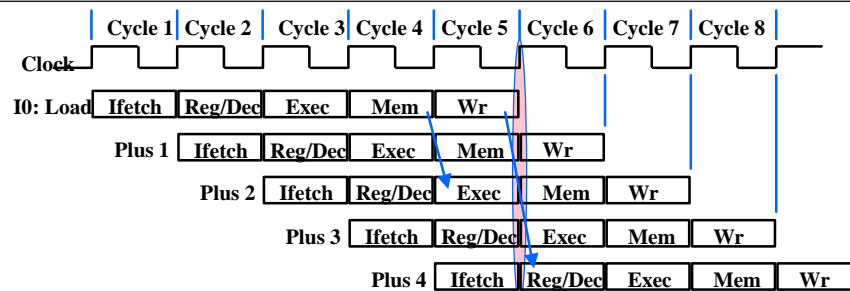 Cycle 1 Cycle 2 Cycle 3 Cycle 4 Cycle 5 Cycle 6 Cycle 7 Cycle 8
Clock
I0: Load Ifetch Reg/Dec Exec Mem Wr
Plus 1 Ifetch Reg/Dec Exec Mem Wr
Plus 2 Ifetch Reg/Dec Exec Mem Wr
Plus 3 Ifetch Reg/Dec Exec Mem Wr
Plus 4 Ifetch Reg/Dec Exec Mem Wr